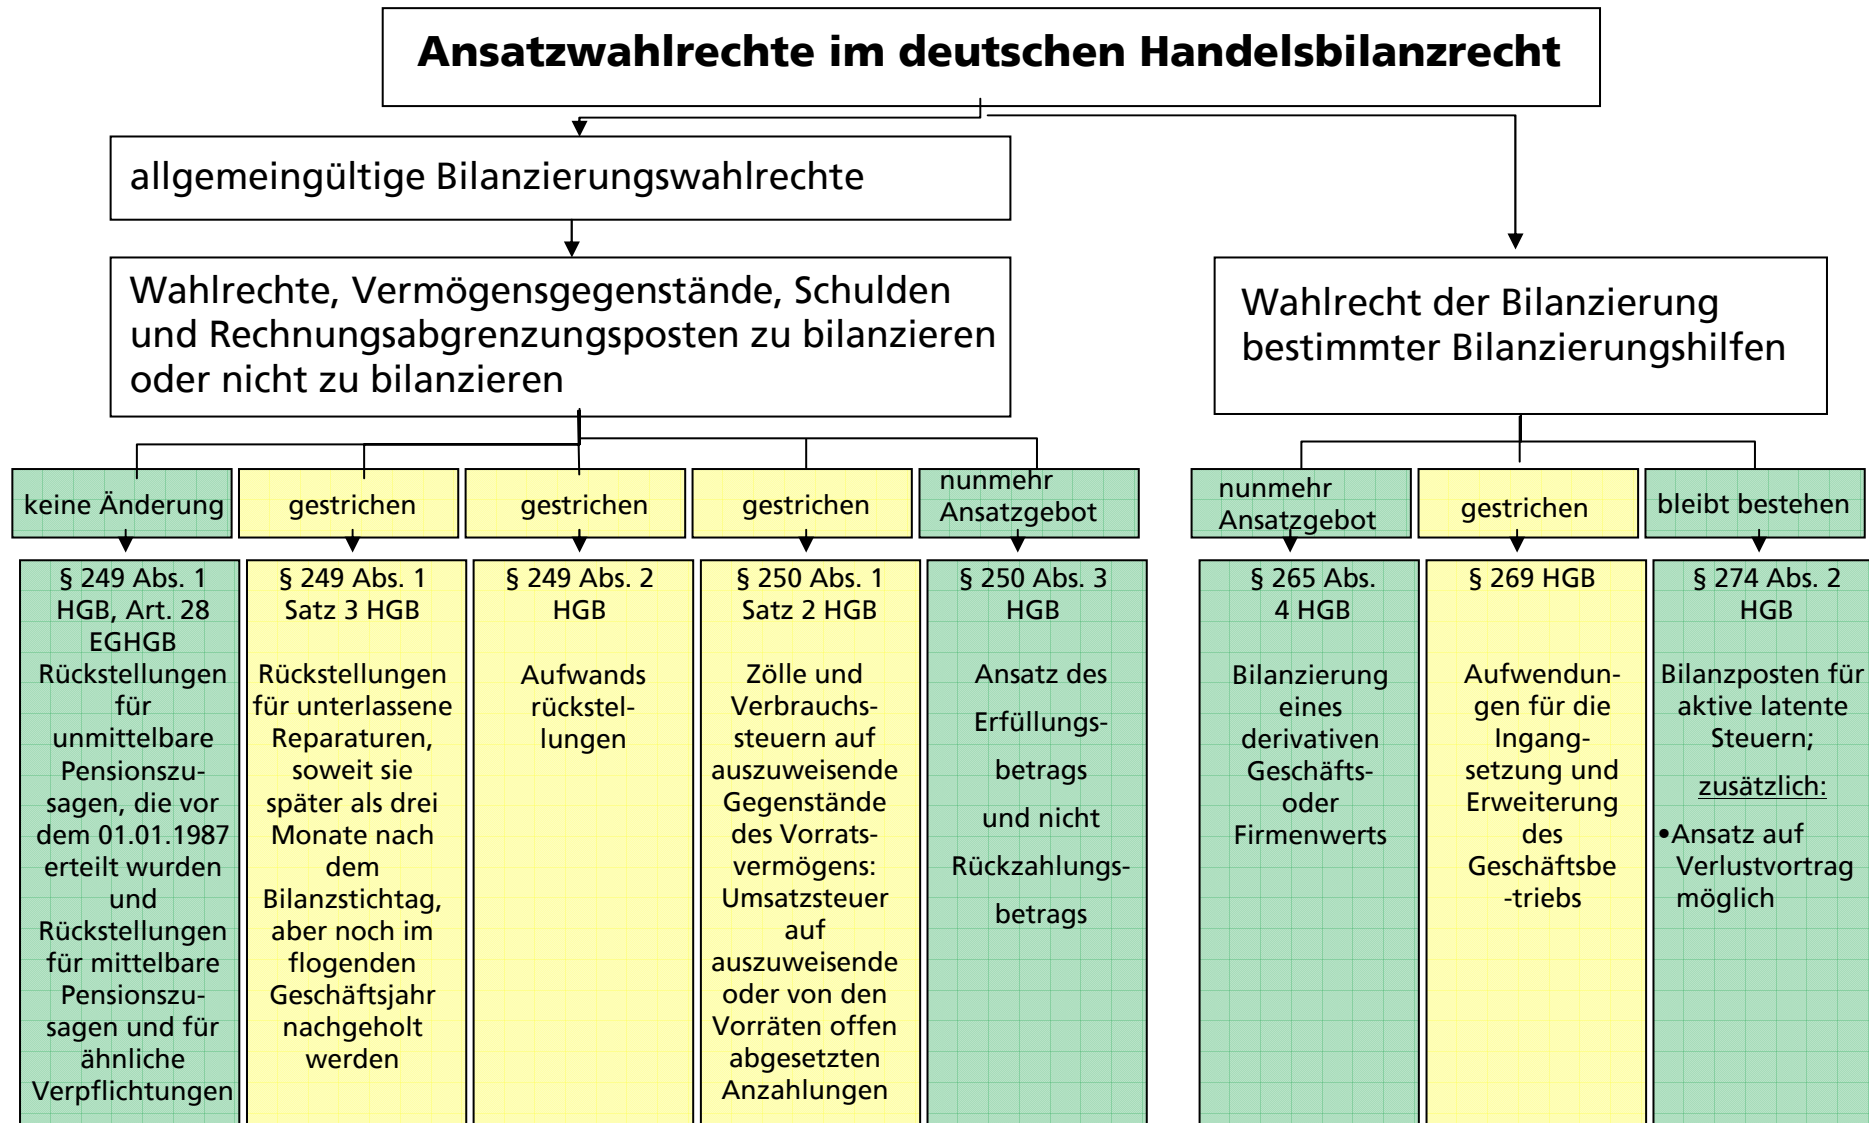 Ansatzwahlrechte im deutschen Handelsbilanzrecht
allgemeingültige Bilanzierungswahlrechte
Wahlrechte, Vermögensgegenstände, Schulden
und Rechnungsabgrenzungsposten zu bilanzieren
oder nicht zu bilanzieren
Wahlrecht der Bilanzierung
bestimmter Bilanzierungshilfen
keine Änderung
gestrichen
gestrichen
gestrichen
nunmehr
Ansatzgebot
nunmehr
Ansatzgebot
gestrichen
bleibt bestehen
§ 249 Abs. 1
HGB, Art. 28
EGHGB
Rückstellungen
für
unmittelbare
Pensionszu-
sagen, die vor
dem 01.01.1987
erteilt wurden
und
Rückstellungen
für mittelbare
Pensionszu-
sagen und für
ähnliche
Verpflichtungen
§ 249 Abs. 1
Satz 3 HGB
Rückstellungen
für unterlassene
Reparaturen,
soweit sie
später als drei
Monate nach
dem
Bilanzstichtag,
aber noch im
flogenden
Geschäftsjahr
nachgeholt
werden
§ 249 Abs. 2
HGB
Aufwands
rückstel-
lungen
§ 250 Abs. 1
Satz 2 HGB
Zölle und
Verbrauchs-
steuern auf
auszuweisende
Gegenstände
des Vorrats-
vermögens:
Umsatzsteuer
auf
auszuweisende
oder von den
Vorräten offen
abgesetzten
Anzahlungen
§ 250 Abs. 3
HGB
Ansatz des
Erfüllungs-
betrags
und nicht
Rückzahlungs-
betrags
§ 265 Abs.
4 HGB
Bilanzierung
eines
derivativen
Geschäfts-
oder
Firmenwerts
§ 269 HGB
Aufwendun-
gen für die
Ingang-
setzung und
Erweiterung
des
Geschäftsbe
-triebs
§ 274 Abs. 2
HGB
Bilanzposten für
aktive latente
Steuern;
zusätzlich:
•Ansatz auf
Verlustvortrag
möglich